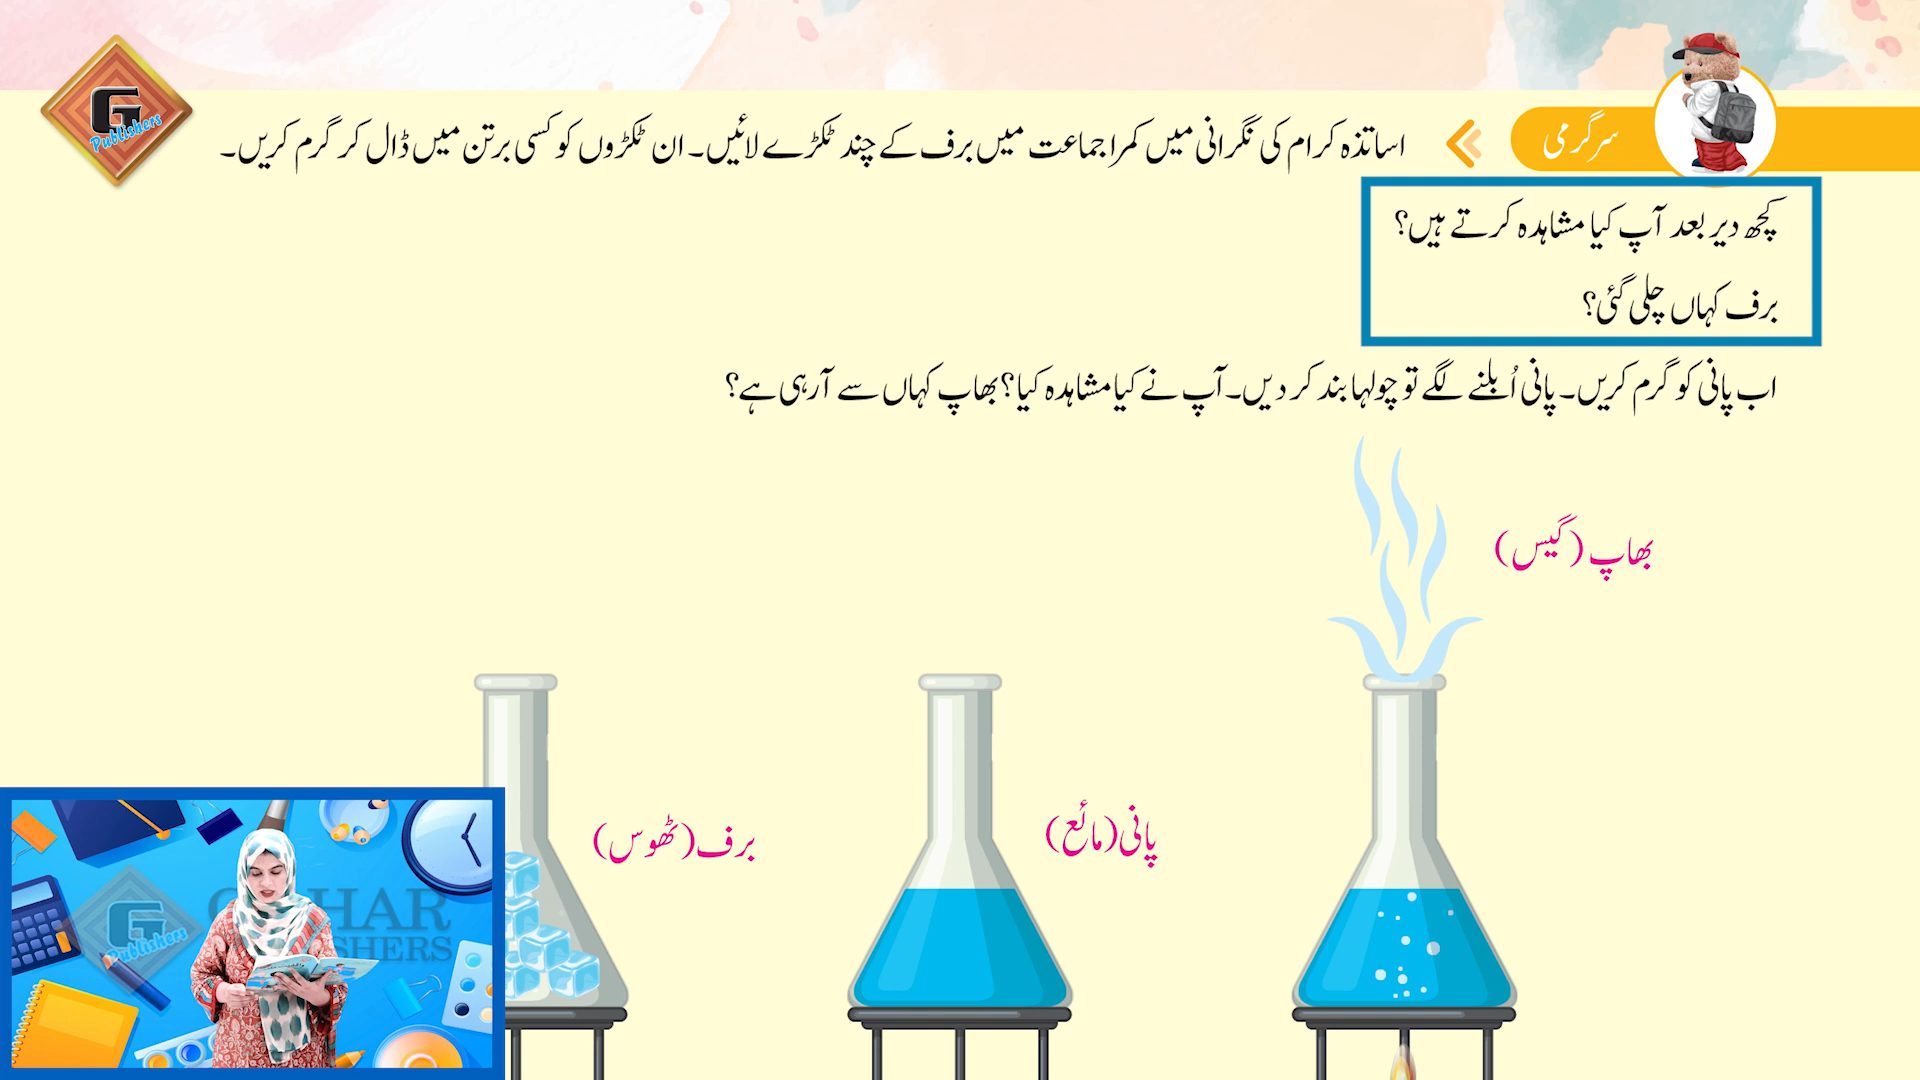 سرگرمی
اساتذہ کرام کی نگرانی میں کمرا جماعت میں برف کے چند ٹکڑے لائیں۔ ان ٹکڑوں کو کسی برتن میں ڈال کر گرم کریں۔
کچھ دیر بعد آپ کیا مشاہدہ کرتے ہیں؟
برف کہاں چلی گئی؟
اب پانی کو گرم کریں۔ پانی اُبلنے لگے تو چولہا بند کر دیں۔ آپ نے کیا مشاہدہ کیا؟ بھاپ کہاں سے آرہی ہے؟
بھاپ (گیس)
پانی (مائع)
برف (ٹھوس)
G Publishers
G Publishers